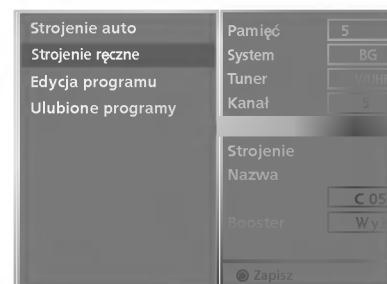 Strojenie auto
Strojenie ręczne
Edycja programu
Ulubione programy
Pamięć 5
System BG
Tuner
Kanał 5
Strojenie
Nazwa
C 05
Booster
Zapisz